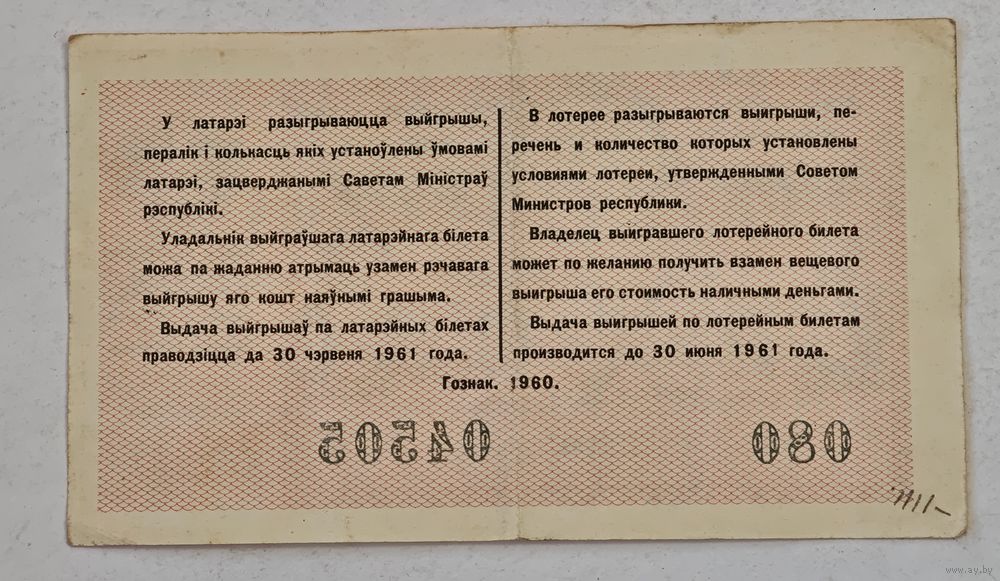 У латарэі разыгрываюцца выйгрышы,
пералік і колькасць якіх устаноўлены ўмовамі
латарэі, зацверджанымі Саветам Міністраў
рэспублікі.
Уладальнік выйграўшага латарэйнага білета
можа па жаданню атрымаць узамен рэчавага
выйгрышу яго кошт наяўнымі грашыма.
Выдача выйгрышаў па латарэйных білетах
праводзіцца да 30 чэрвеня 1961 года.
В лотерее разыгрываются выигрыши, пе-
речень и количество которых установлены
условиями лотереи, утвержденными Советом
Министров республики.
Владелец выигравшего лотерейного билета
может по желанию получить взамен вещевого
выигрыша его стоимость наличными деньгами.
Выдача выигрышей по лотерейным билетам
производится до 30 июня 1961 года.
Гознак. 1960.
04505
080
www.ay.by